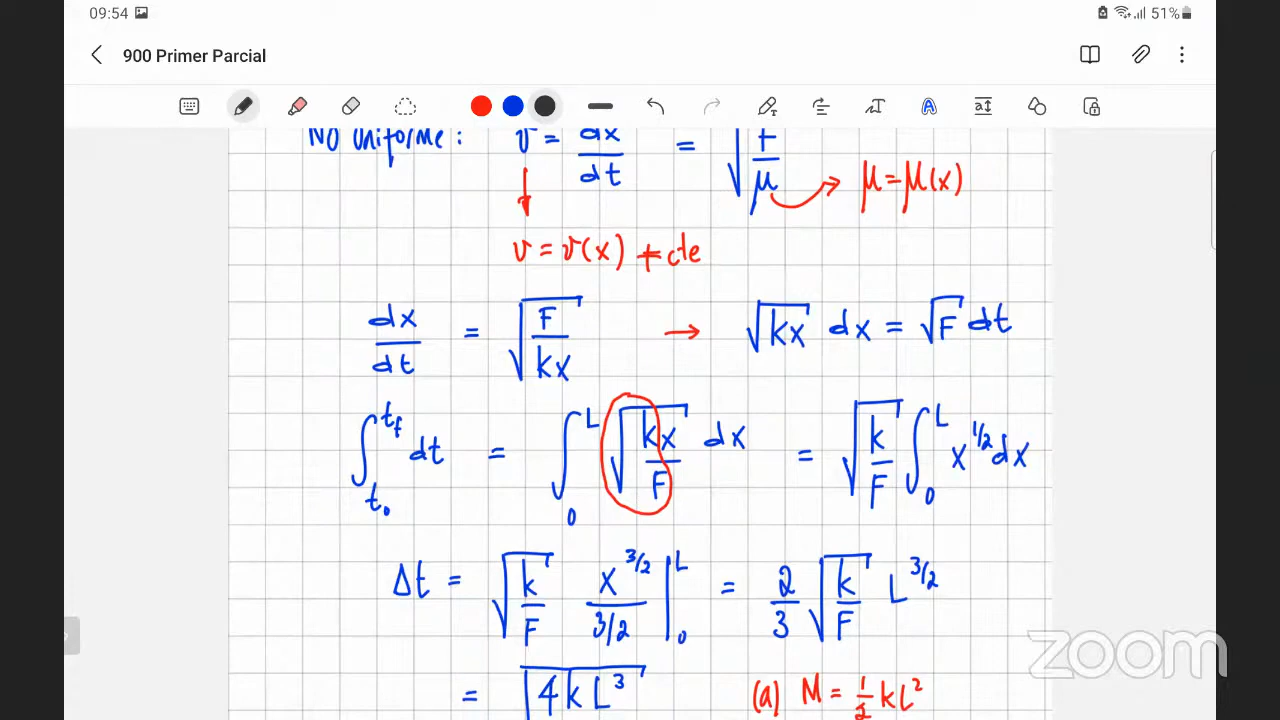 09:54 51%
900 Primer Parcial
No Uniforme: v = dx/dt = √(F/μ) → μ = μ(x)
v = v(x) ≠ cte
dx/dt = √(F/kx) → √kx dx = √F dt
∫_{t₀}^{t_f} dt = ∫_0^L √(kx/F) dx = √(k/F) ∫_0^L x^{1/2} dx
Δt = √(k/F) x^{3/2}/(3/2) |_0^L = 2/3 √(k/F) L^{3/2}
= √4kL³ (a) M = 1/2 kL²
zoom